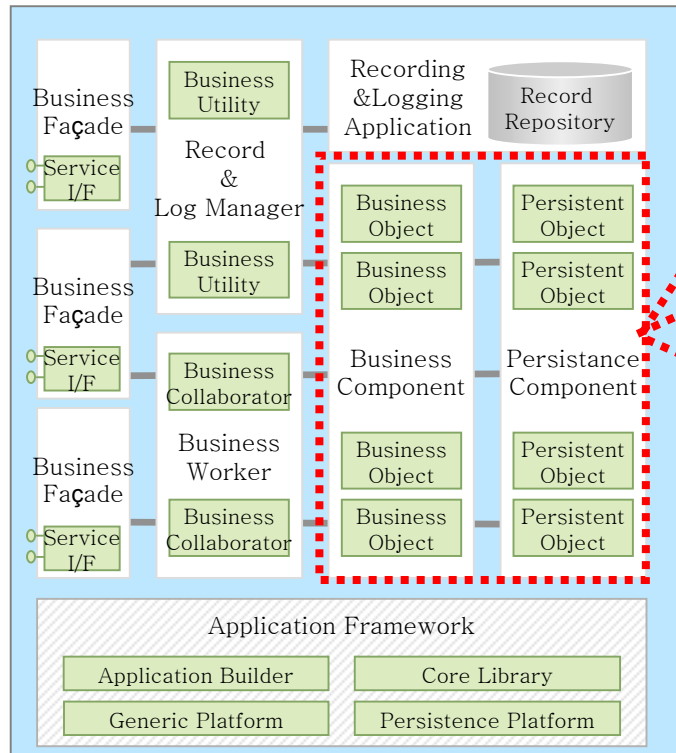 Business
Façade
Service
I/F
Business
Façade
Service
I/F
Business
Façade
Service
I/F
Business
Utility
Record
&
Log Manager
Business
Utility
Business
Collaborator
Business
Worker
Business
Collaborator
Recording
&Logging
Application
Record
Repository
Business
Object
Business
Object
Business
Component
Business
Object
Business
Object
Persistent
Object
Persistent
Object
Persistance
Component
Persistent
Object
Persistent
Object
Application Framework
Application Builder
Core Library
Generic Platform
Persistence Platform